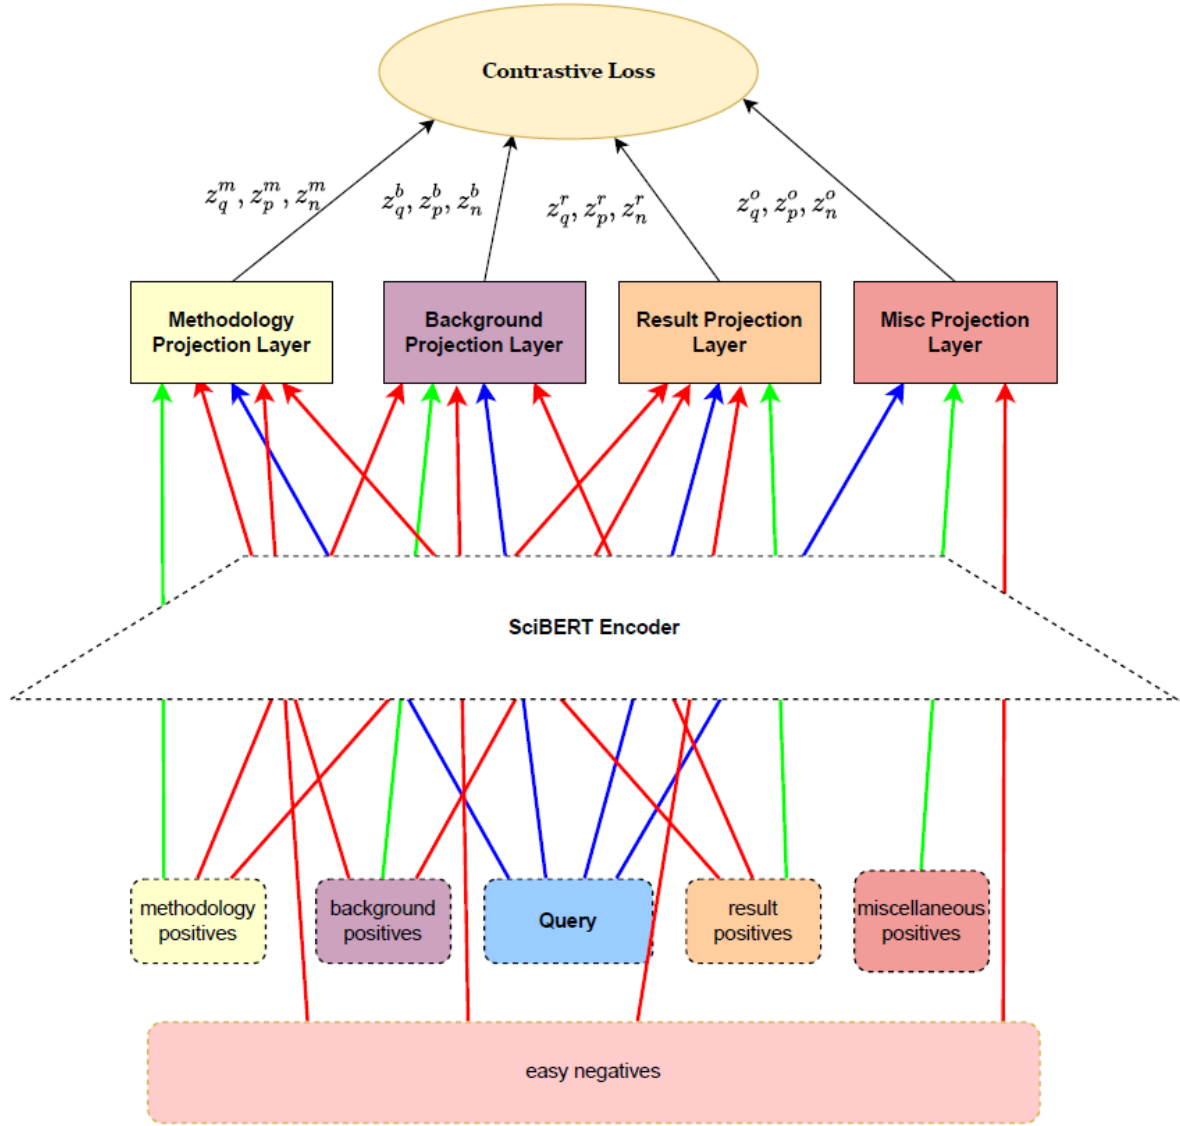 Contrastive Loss
$z_q^m, z_p^m, z_n^m$
$z_q^b, z_p^b, z_n^b$
$z_q^r, z_p^r, z_n^r$
$z_q^o, z_p^o, z_n^o$
Methodology
Projection Layer
Background
Projection Layer
Result Projection
Layer
Misc Projection
Layer
SciBERT Encoder
methodology
positives
background
positives
Query
result
positives
miscellaneous
positives
easy negatives